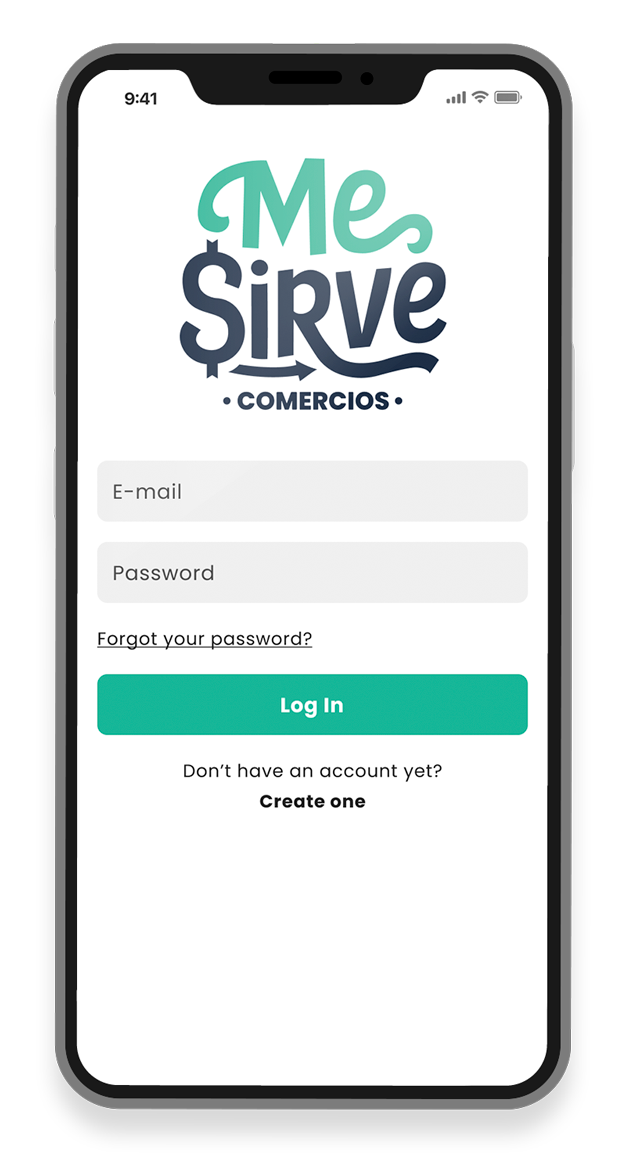 9:41
Me
$iRve
• COMERCIOS •
E-mail
Password
Forgot your password?
Log In
Don’t have an account yet?
Create one